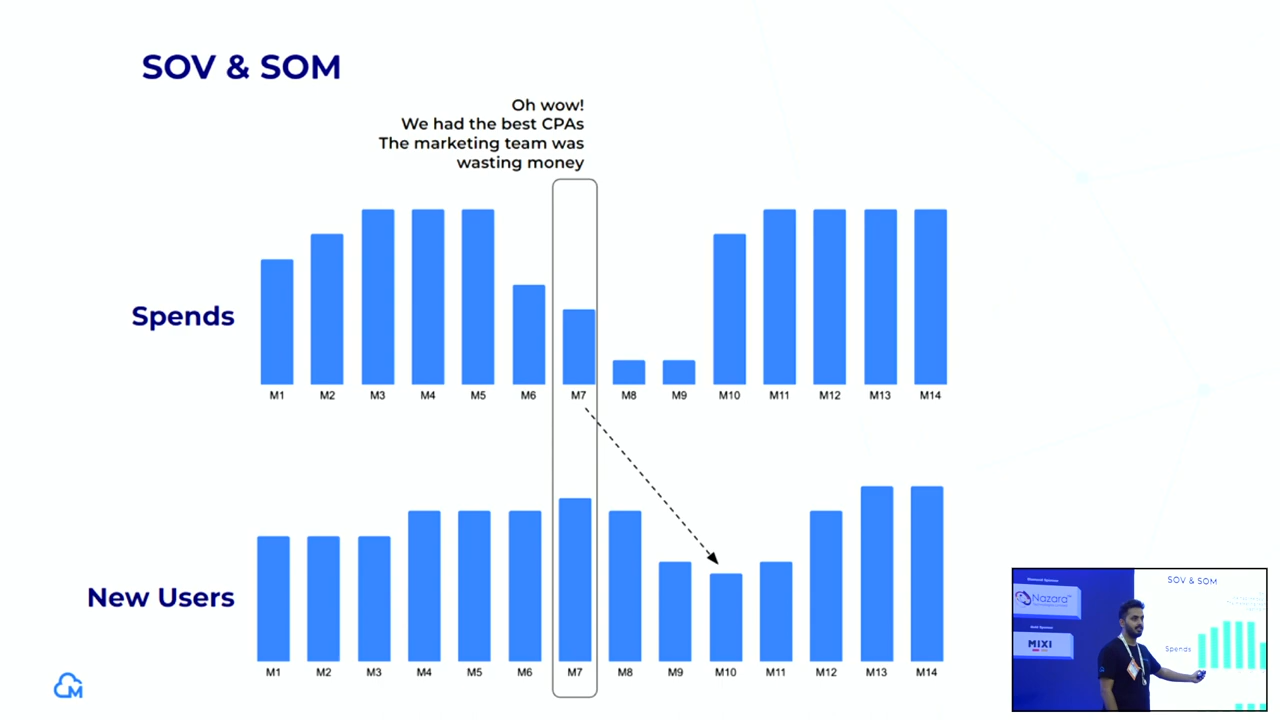 SOV & SOM
Oh wow!
We had the best CPAs
The marketing team was
wasting money
Spends
M1 M2 M3 M4 M5 M6 M7 M8 M9 M10 M11 M12 M13 M14
New Users
M1 M2 M3 M4 M5 M6 M7 M8 M9 M10 M11 M12 M13 M14
M
Nazara
MIXI
SOV & SOM
Spends